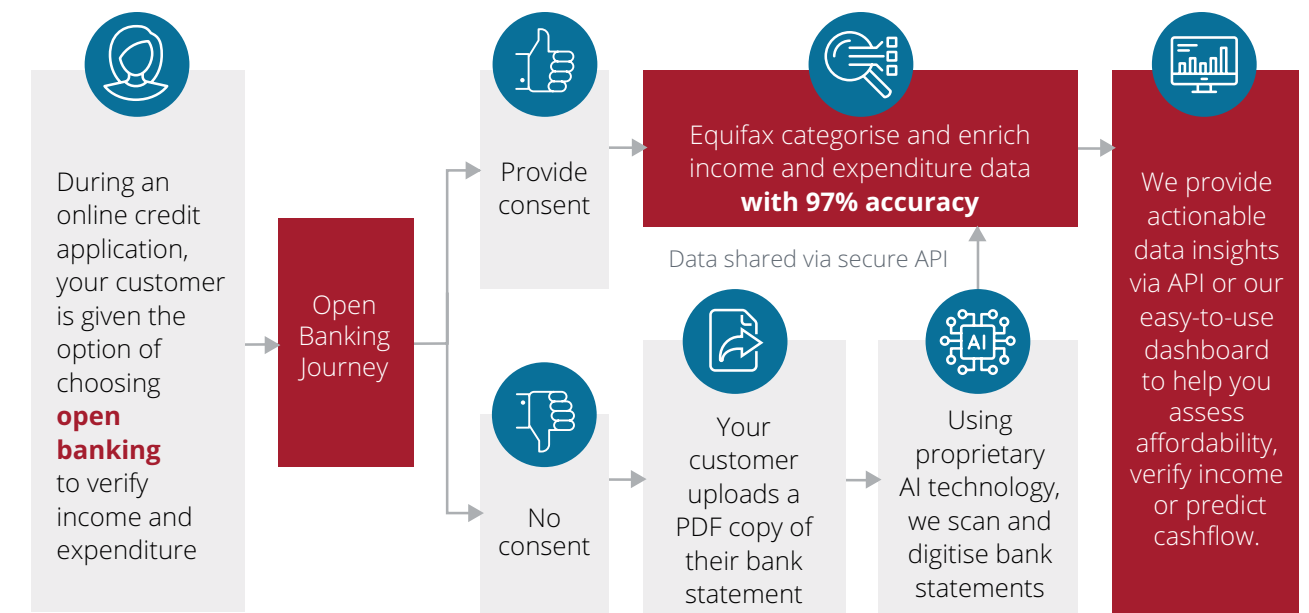 During an
online credit
application,
your customer
is given the
option of
choosing
open
banking
to verify
income and
expenditure
Open
Banking
Journey
Provide
consent
No
consent
Equifax categorise and enrich
income and expenditure data
with 97% accuracy
Data shared via secure API
Your
customer
uploads a
PDF copy of
their bank
statement
AI
Using
proprietary
AI technology,
we scan and
digitise bank
statements
We provide
actionable
data insights
via API or our
easy-to-use
dashboard
to help you
assess
affordability,
verify income
or predict
cashflow.